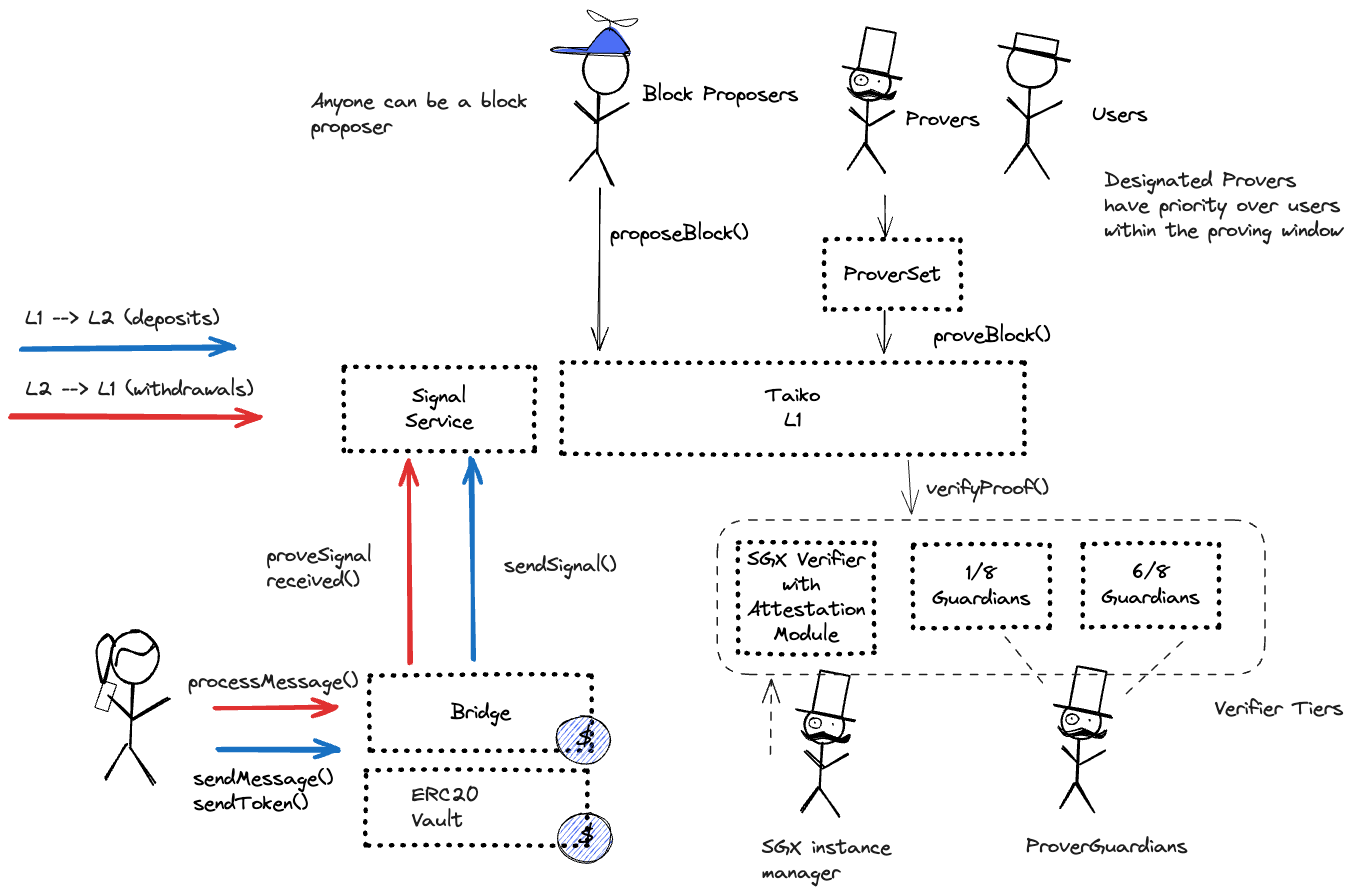 Anyone can be a block
proposer
Block Proposers
Provers
Users
Designated Provers
have priority over users
within the proving window
proposeBlock()
ProverSet
proveBlock()
L1 --> L2 (deposits)
L2 --> L1 (withdrawals)
Signal
Service
Taiko
L1
verifyProof()
proveSignal
received()
sendSignal()
SGX Verifier
with
Attestation
Module
1/8
Guardians
6/8
Guardians
Verifier Tiers
processMessage()
Bridge
$
sendMessage()
sendToken()
ERC20
Vault
$
SGX instance
manager
ProverGuardians